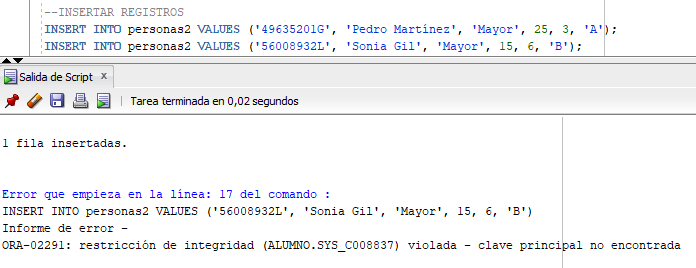 --INSERTAR REGISTROS
INSERT INTO personas2 VALUES ('49635201G', 'Pedro Martínez', 'Mayor', 25, 3, 'A');
INSERT INTO personas2 VALUES ('56008932L', 'Sonia Gil', 'Mayor', 15, 6, 'B');
Salida de Script x
Tarea terminada en 0,02 segundos
1 fila insertadas.
Error que empieza en la línea: 17 del comando :
INSERT INTO personas2 VALUES ('56008932L', 'Sonia Gil', 'Mayor', 15, 6, 'B')
Informe de error -
ORA-02291: restricción de integridad (ALUMNO.SYS_C008837) violada - clave principal no encontrada